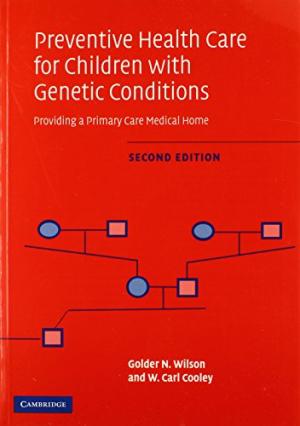 Preventive Health Care
for Children with
Genetic Conditions
Providing a Primary Care Medical Home
SECOND EDITION
Golder N. Wilson
and W. Carl Cooley
CAMBRIDGE